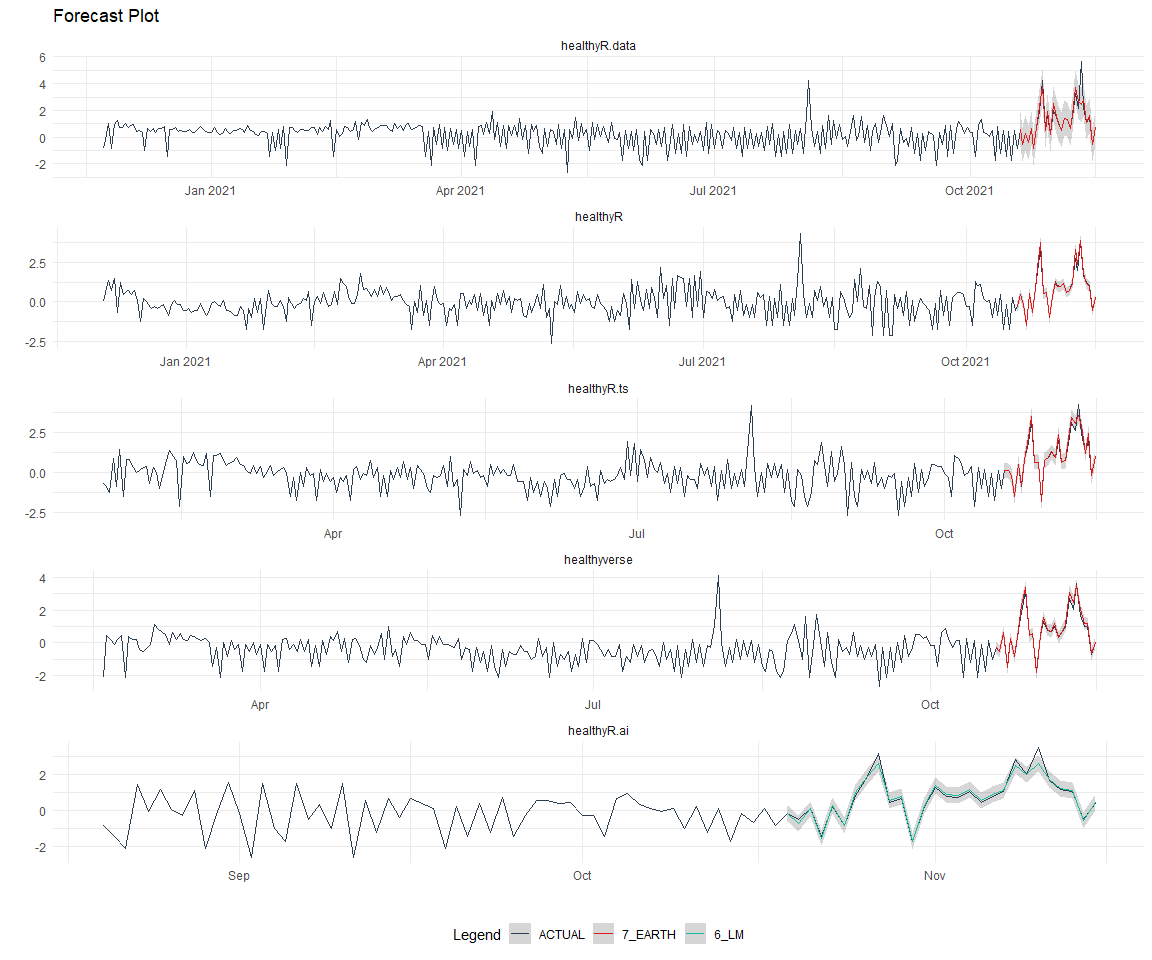 Forecast Plot
healthyR.data
6
4
2
0
-2
Jan 2021 Apr 2021 Jul 2021 Oct 2021
healthyR
2.5
0.0
-2.5
Jan 2021 Apr 2021 Jul 2021 Oct 2021
healthyR.ts
2.5
0.0
-2.5
Apr Jul Oct
healthyverse
4
2
0
-2
Apr Jul Oct
healthyR.ai
2
0
-2
Sep Oct Nov
Legend ACTUAL 7_EARTH 6_LM